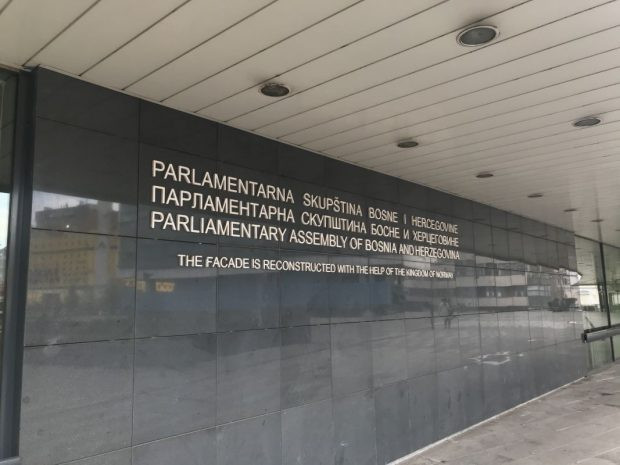 PARLAMENTARNA SKUPŠTINA BOSNE I HERCEGOVINE
ПАРЛАМЕНТАРНА СКУПШТИНА БОСНЕ И ХЕРЦЕГОВИНЕ
PARLIAMENTARY ASSEMBLY OF BOSNIA AND HERZEGOVINA
THE FACADE IS RECONSTRUCTED WITH THE HELP OF THE KINGDOM OF NORWAY